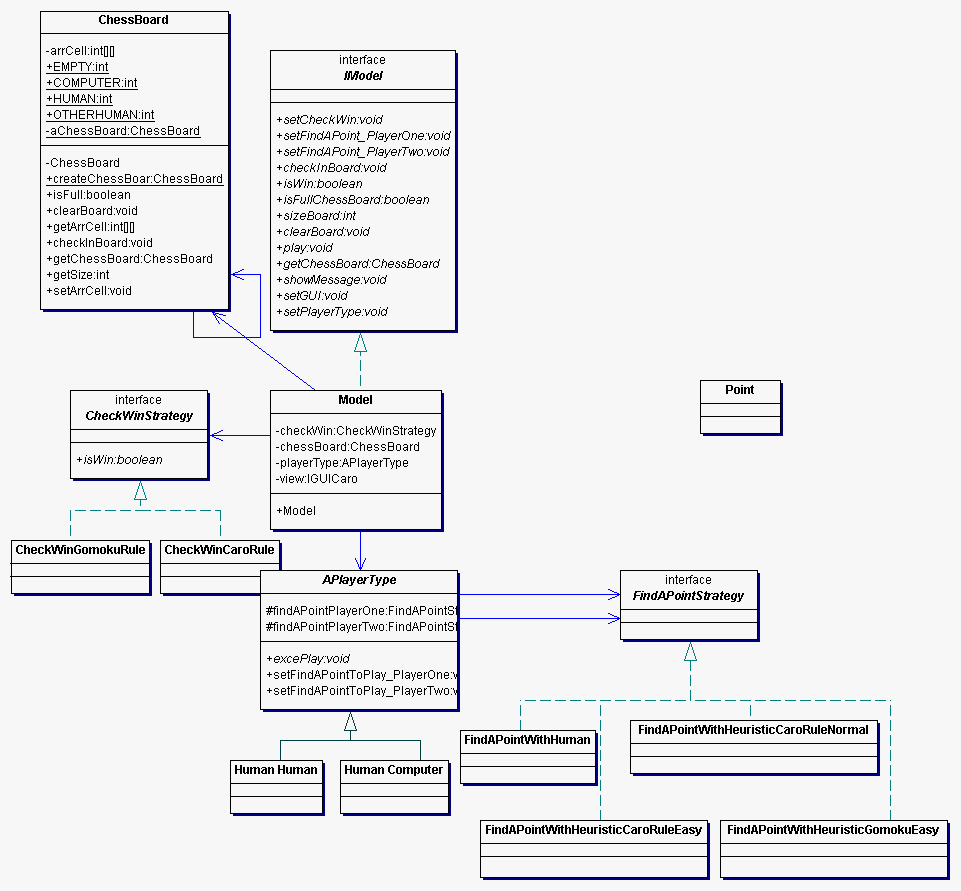 ChessBoard
-arrCell:int[][]
+EMPTY:int
+COMPUTER:int
+HUMAN:int
+OTHERHUMAN:int
-aChessBoard:ChessBoard
-ChessBoard
+createChessBoar:ChessBoard
+isFull:boolean
+clearBoard:void
+getArrCell:int[][]
+checkInBoard:void
+getChessBoard:ChessBoard
+getSize:int
+setArrCell:void
interface
IModel
+setCheckWin:void
+setFindAPoint_PlayerOne:void
+setFindAPoint_PlayerTwo:void
+checkInBoard:void
+isWin:boolean
+isFullChessBoard:boolean
+sizeBoard:int
+clearBoard:void
+play:void
+getChessBoard:ChessBoard
+showMessage:void
+setGUI:void
+setPlayerType:void
interface
CheckWinStrategy
+isWin:boolean
Model
-checkWin:CheckWinStrategy
-chessBoard:ChessBoard
-playerType:APlayerType
-view:IGUICaro
+Model
Point
CheckWinGomokuRule
CheckWinCaroRule
APlayerType
#findAPointPlayerOne:FindAPointSt
#findAPointPlayerTwo:FindAPointSt
+excePlay:void
+setFindAPointToPlay_PlayerOne:v
+setFindAPointToPlay_PlayerTwo:v
interface
FindAPointStrategy
Human Human
Human Computer
FindAPointWithHuman
FindAPointWithHeuristicCaroRuleNormal
FindAPointWithHeuristicCaroRuleEasy
FindAPointWithHeuristicGomokuEasy